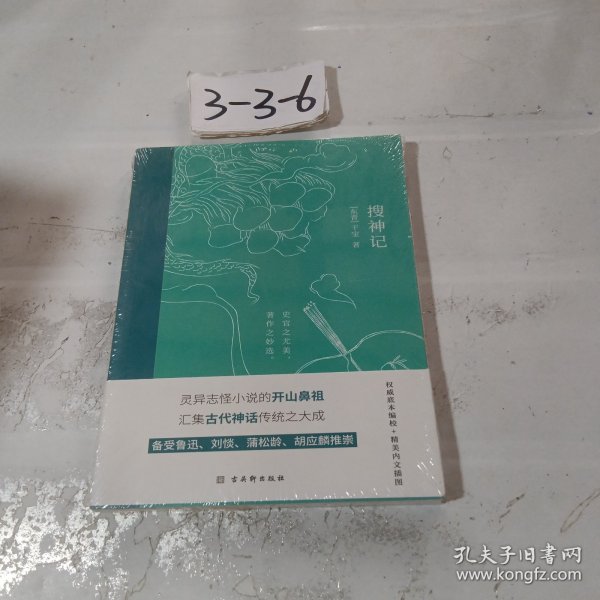 3-3-6
搜神记
[东晋] 干宝 著
史官之尤美，
著作之妙选。
灵异志怪小说的开山鼻祖
汇集古代神话传统之大成
备受鲁迅、刘惔、蒲松龄、胡应麟推崇
权威底本编校+精美内文插图
古吴轩出版社
孔夫子旧书网
www.kongfz.com